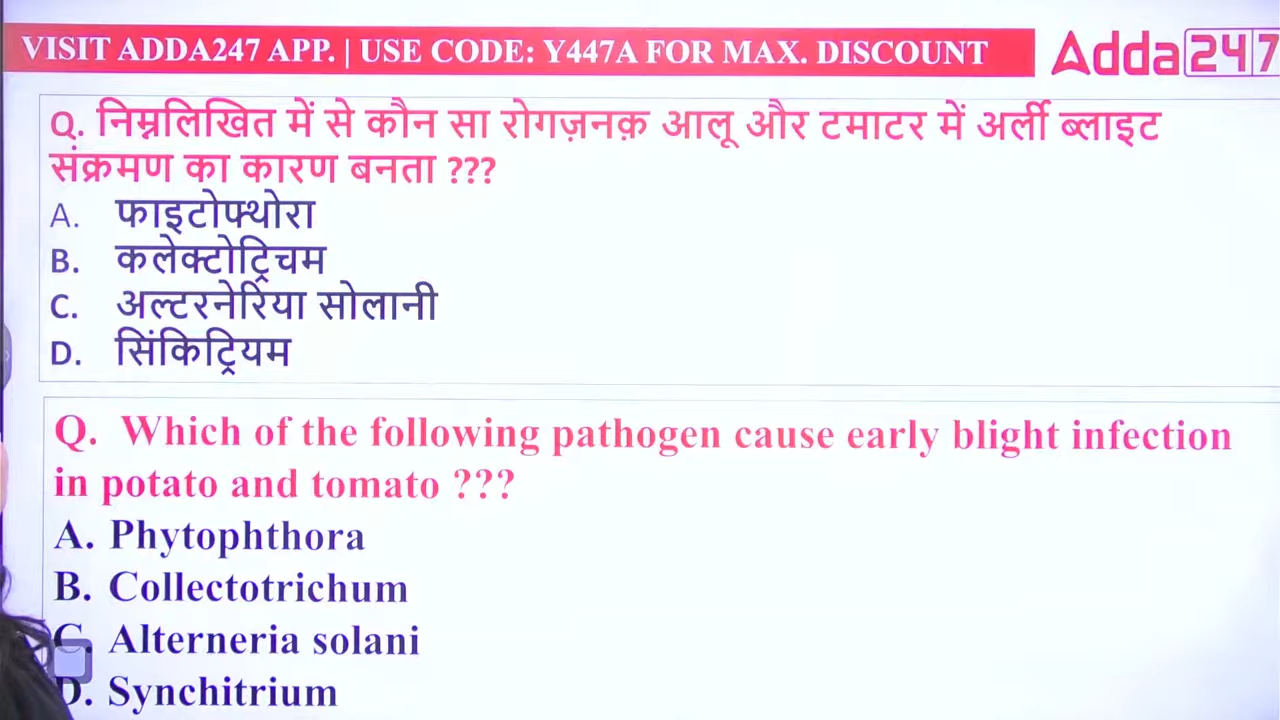 VISIT ADDA247 APP. | USE CODE: Y447A FOR MAX. DISCOUNT
Adda247
Q. निम्नलिखित में से कौन सा रोगज़नक़ आलू और टमाटर में अर्ली ब्लाइट
संक्रमण का कारण बनता ???
A. फाइटोफ्थोरा
B. कलेक्टोट्रिचम
C. अल्टरनेरिया सोलानी
D. सिंकिट्रियम
Q. Which of the following pathogen cause early blight infection
in potato and tomato ???
A. Phytophthora
B. Collectotrichum
C. Alterneria solani
D. Synchitrium